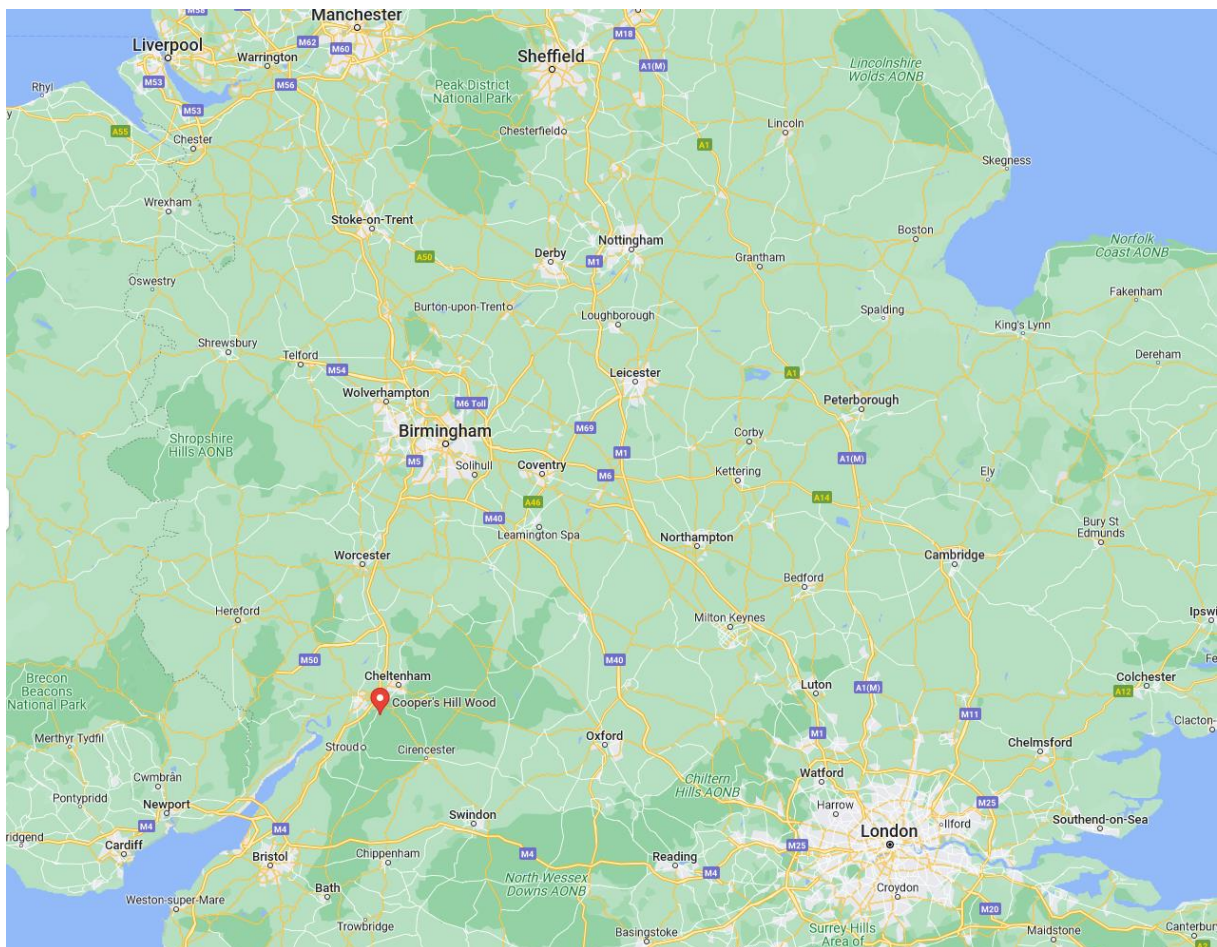 M58
M6
Manchester
M18
Liverpool
M62
M60
Sheffield
Warrington
A1(M)
Lincolnshire
Wolds AONB
Rhyl
M53
M56
Peak District
National Park
M53
A55
Chester
Chesterfield
Lincoln
A1
Skegness
Wrexham
Stoke-on-Trent
Nottingham
Boston
Norfolk
Coast AONB
Derby
A50
M1
Grantham
Oswestry
Burton-upon-Trent
Loughborough
Spalding
Fakenham
King's Lynn
Shrewsbury
Telford
M54
Dereham
Leicester
A1
Wolverhampton
M6 Toll
Peterborough
Birmingham
M69
Shropshire
Hills AONB
Corby
M5
Solihull
Coventry
M1
M6
A1(M)
Kettering
Ely
A46
A14
M40
Leamington Spa
Bury St
Edmunds
Northampton
Worcester
Cambridge
Bedford
Hereford
Milton Keynes
M50
M40
Cheltenham
Brecon
Beacons
National Park
Cooper's Hill Wood
Luton
A1(M)
Colchester
A12
M11
Merthyr Tydfil
Stroud
Cirencester
Oxford
M1
Chelmsford
Cwmbrân
Chiltern
Hills AONB
Watford
Pontypridd
Newport
Swindon
Harrow
M25
M4
M4
London
Ilford
Southend-on-Sea
Cardiff
Bristol
Chippenham
M4
Reading
M25
M4
Bath
North Wessex
Downs AONB
Croydon
Weston-super-Mare
Trowbridge
M20
Basingstoke
Surrey Hills
Area of
Maidstone